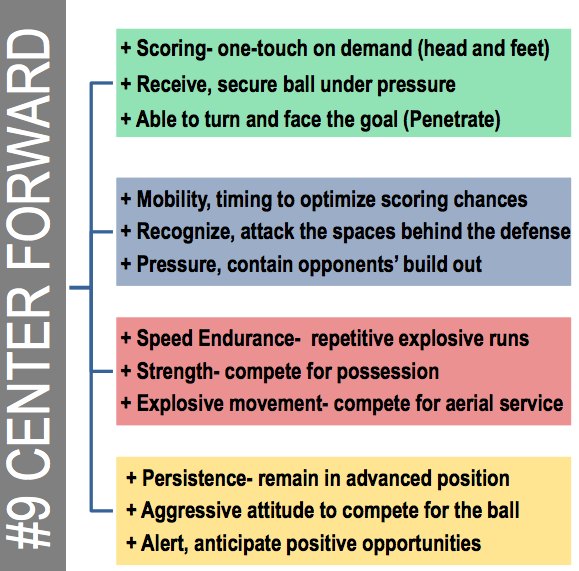 #9 CENTER FORWARD
+ Scoring- one-touch on demand (head and feet)
+ Receive, secure ball under pressure
+ Able to turn and face the goal (Penetrate)
+ Mobility, timing to optimize scoring chances
+ Recognize, attack the spaces behind the defense
+ Pressure, contain opponents’ build out
+ Speed Endurance-  repetitive explosive runs
+ Strength- compete for possession
+ Explosive movement- compete for aerial service
+ Persistence- remain in advanced position
+ Aggressive attitude to compete for the ball
+ Alert, anticipate positive opportunities